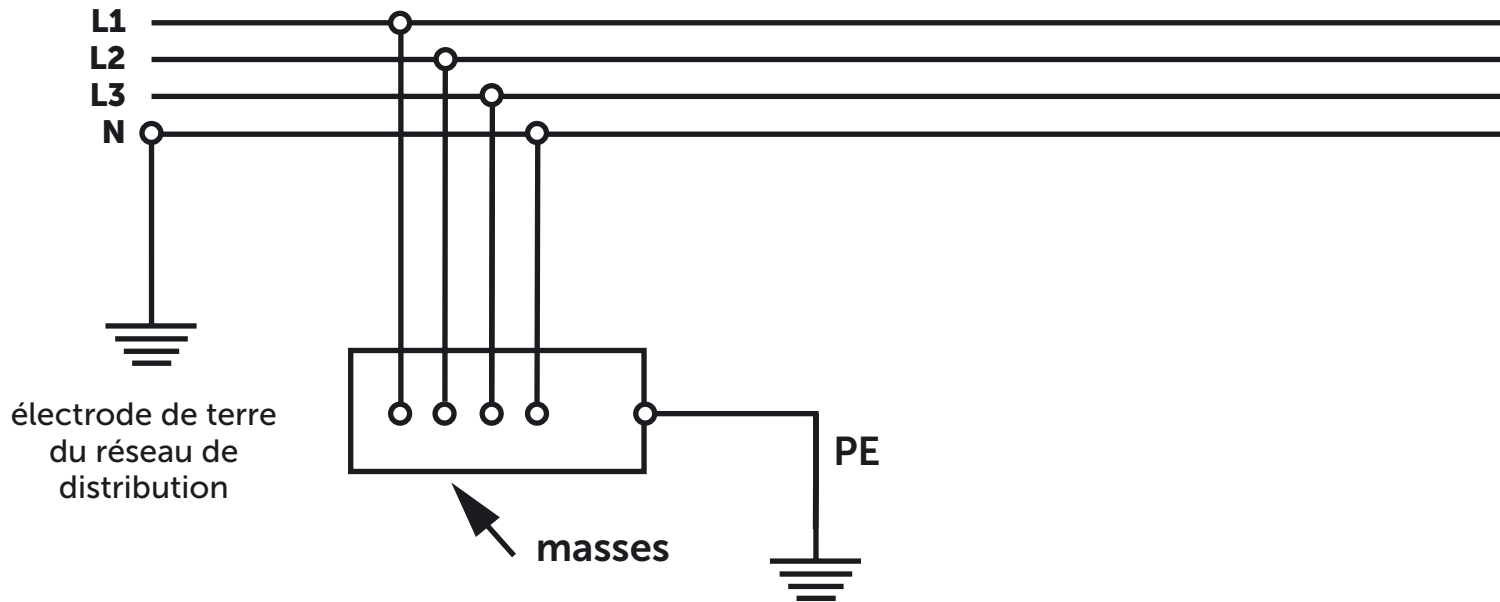 L1
L2
L3
N
électrode de terre
du réseau de
distribution
PE
masses